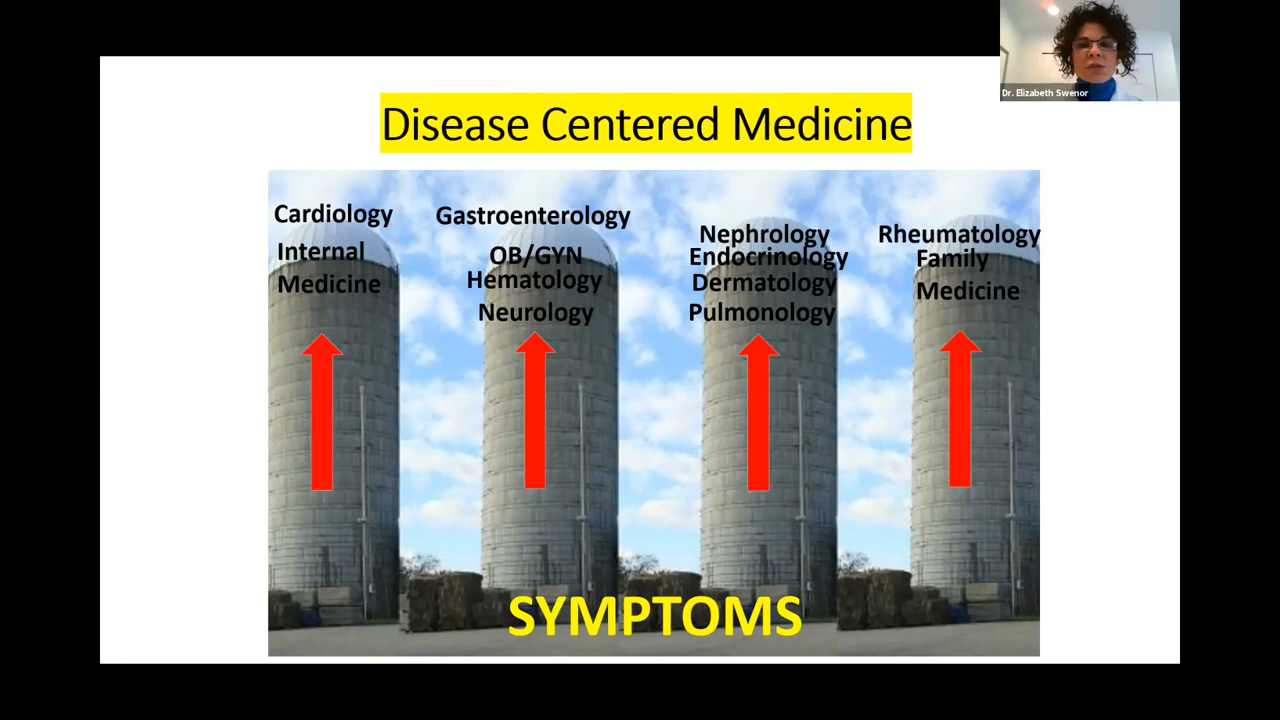 Dr. Elizabeth Swenor
Disease Centered Medicine
Cardiology
Internal
Medicine
Gastroenterology
OB/GYN
Hematology
Neurology
Nephrology
Endocrinology
Dermatology
Pulmonology
Rheumatology
Family
Medicine
SYMPTOMS